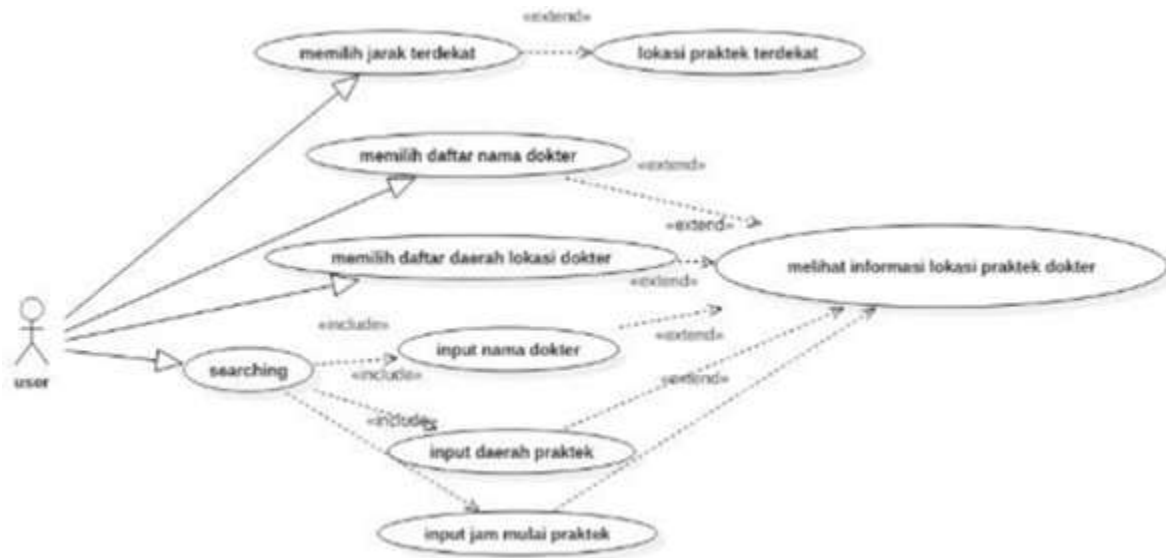 «extend»
memilih jarak terdekat
lokasi praktek terdekat
memilih daftar nama dokter
«extend»
«extend»
memilih daftar daerah lokasi dokter
melihat informasi lokasi praktek dokter
«extend»
«include»
«extend»
input nama dokter
user
searching
«include»
«extend»
«include»
input daerah praktek
input jam mulai praktek